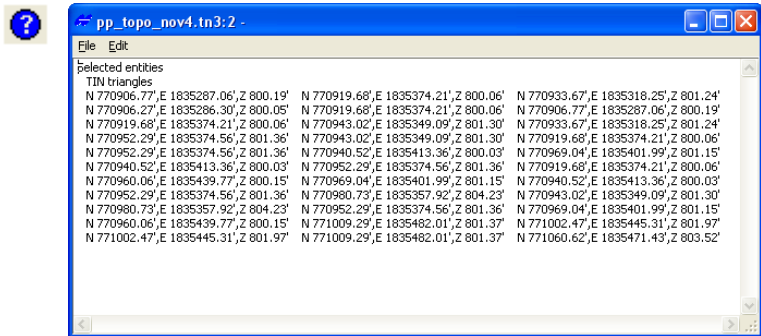 ?
pp_topo_nov4.tn3:2 -
File Edit
Selected entities
TIN triangles
N 770906.77',E 1835287.06',Z 800.19' N 770919.68',E 1835374.21',Z 800.06' N 770933.67',E 1835318.25',Z 801.24'
N 770906.27',E 1835286.30',Z 800.05' N 770919.68',E 1835374.21',Z 800.06' N 770906.77',E 1835287.06',Z 800.19'
N 770919.68',E 1835374.21',Z 800.06' N 770943.02',E 1835349.09',Z 801.30' N 770933.67',E 1835318.25',Z 801.24'
N 770952.29',E 1835374.56',Z 801.36' N 770943.02',E 1835349.09',Z 801.30' N 770919.68',E 1835374.21',Z 800.06'
N 770952.29',E 1835374.56',Z 801.36' N 770940.52',E 1835413.36',Z 800.03' N 770969.04',E 1835401.99',Z 801.15'
N 770940.52',E 1835413.36',Z 800.03' N 770952.29',E 1835374.56',Z 801.36' N 770919.68',E 1835374.21',Z 800.06'
N 770960.06',E 1835439.77',Z 800.15' N 770969.04',E 1835401.99',Z 801.15' N 770940.52',E 1835413.36',Z 800.03'
N 770952.29',E 1835374.56',Z 801.36' N 770980.73',E 1835357.92',Z 804.23' N 770943.02',E 1835349.09',Z 801.30'
N 770980.73',E 1835357.92',Z 804.23' N 770952.29',E 1835374.56',Z 801.36' N 770969.04',E 1835401.99',Z 801.15'
N 770960.06',E 1835439.77',Z 800.15' N 771009.29',E 1835482.01',Z 801.37' N 771002.47',E 1835445.31',Z 801.97'
N 771002.47',E 1835445.31',Z 801.97' N 771009.29',E 1835482.01',Z 801.37' N 771060.62',E 1835471.43',Z 803.52'